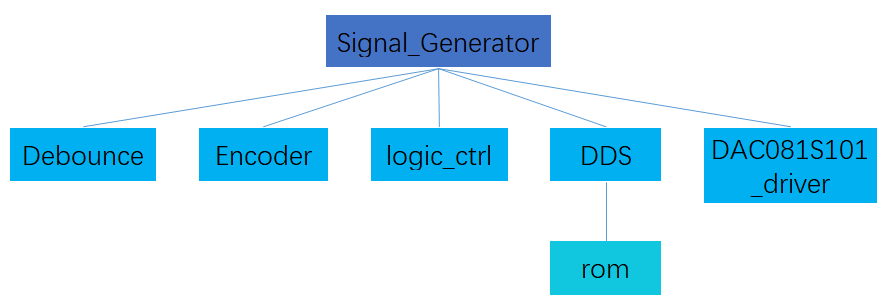 Signal_Generator
Debounce
Encoder
logic_ctrl
DDS
DAC081S101
_driver
rom